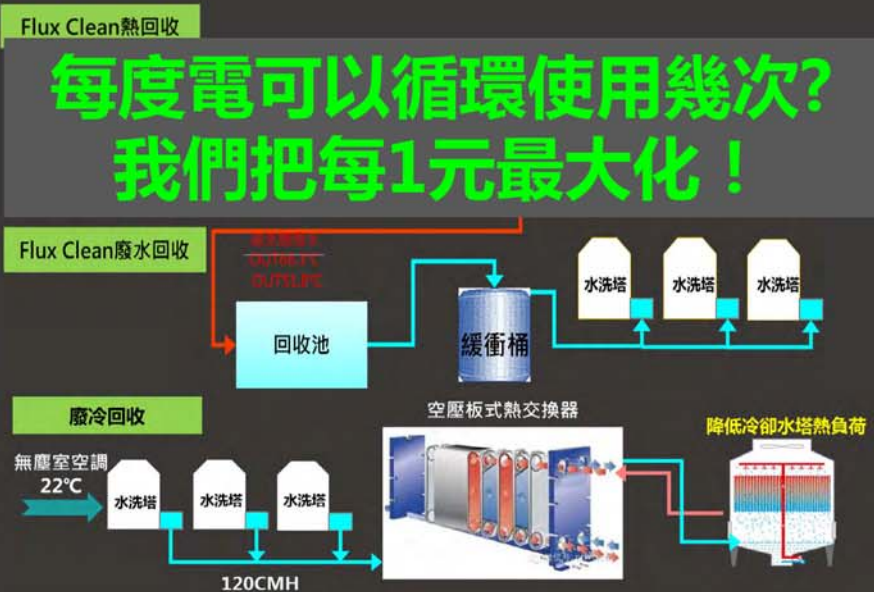 Flux Clean熱回收
每度電可以循環使用幾次?
我們把每1元最大化！
Flux Clean廢水回收
回收池
緩衝桶
水洗塔
水洗塔
水洗塔
廢冷回收
無塵室空調
22℃
水洗塔
水洗塔
水洗塔
120CMH
空壓板式熱交換器
降低冷卻水塔熱負荷